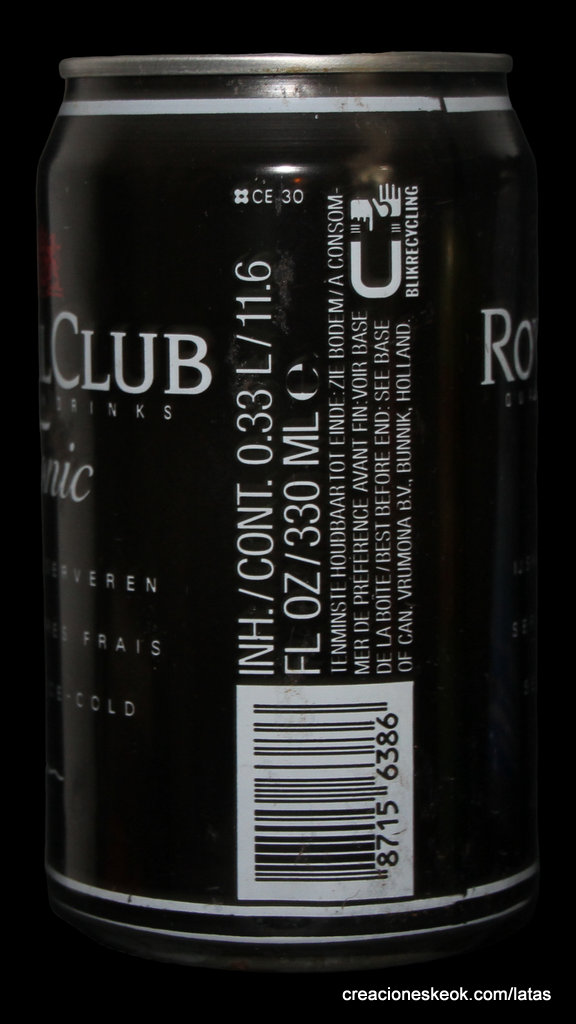 CE 30
LCLUB
DRINKS
nic
ERVEREN
ES FRAIS
E-COLD
INH./CONT. 0.33 L/11.6
FL OZ/330 ML ℮
TENMINSTE HOUDBAAR TOT EINDE: ZIE BODEM/A CONSOM-
MER DE PREFERENCE AVANT FIN: VOIR BASE
DE LA BOÎTE/BEST BEFORE END: SEE BASE
OF CAN. VRUMONA B.V., BUNNIK, HOLLAND.
BLIKRECYCLING
8715 6386
RO
creacioneskeok.com/latas